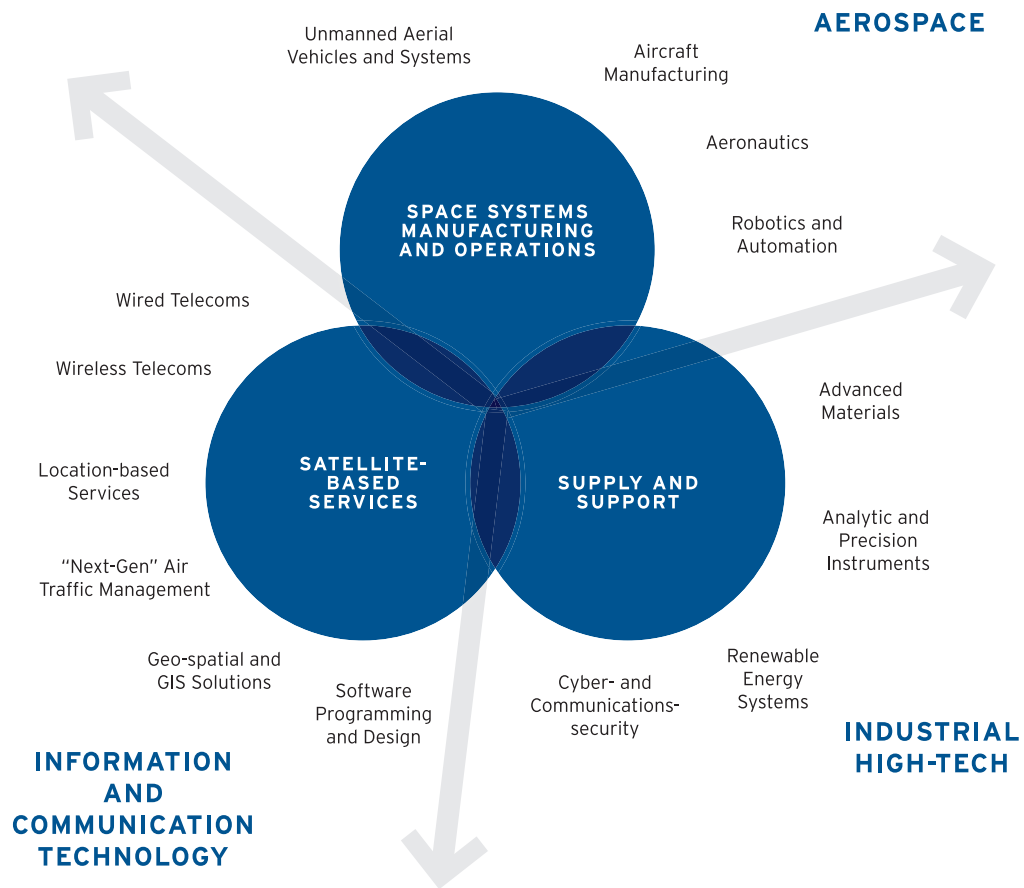 AEROSPACE
Unmanned Aerial
Vehicles and Systems
Aircraft
Manufacturing
Aeronautics
Robotics and
Automation
SPACE SYSTEMS
MANUFACTURING
AND OPERATIONS
Wired Telecoms
Wireless Telecoms
Location-based
Services
“Next-Gen” Air
Traffic Management
Geo-spatial and
GIS Solutions
Software
Programming
and Design
SATELLITE-
BASED
SERVICES
SUPPLY AND
SUPPORT
Advanced
Materials
Analytic and
Precision
Instruments
Renewable
Energy
Systems
Cyber- and
Communications-
security
INFORMATION
AND
COMMUNICATION
TECHNOLOGY
INDUSTRIAL
HIGH-TECH